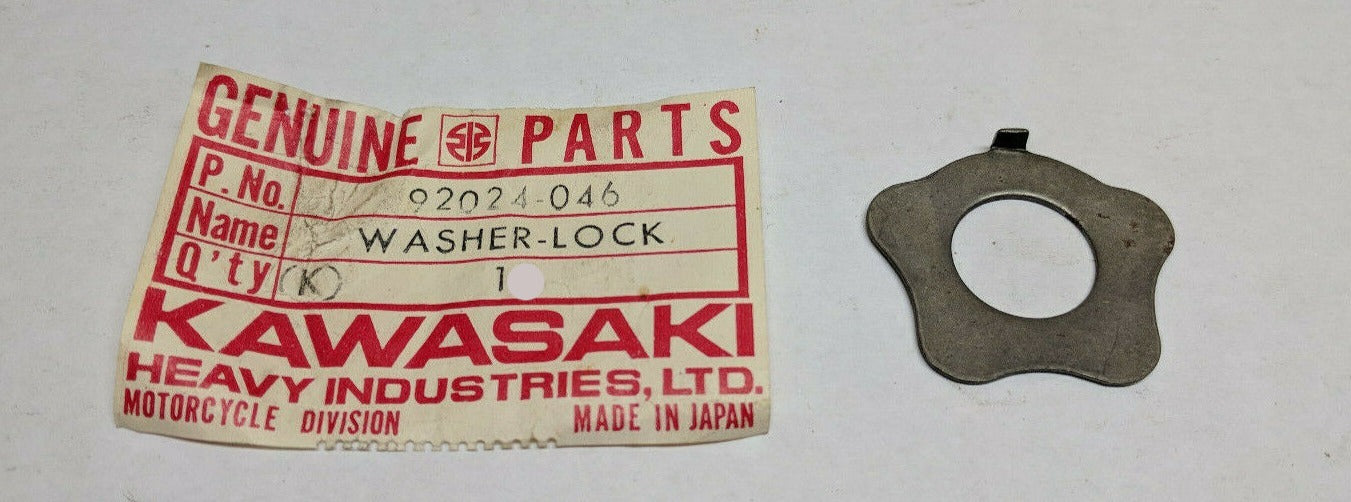 GENUINE PARTS
P. No. 92024-046
Name WASHER-LOCK
Q'ty (K) 1
KAWASAKI
HEAVY INDUSTRIES, LTD.
MOTORCYCLE DIVISION MADE IN JAPAN